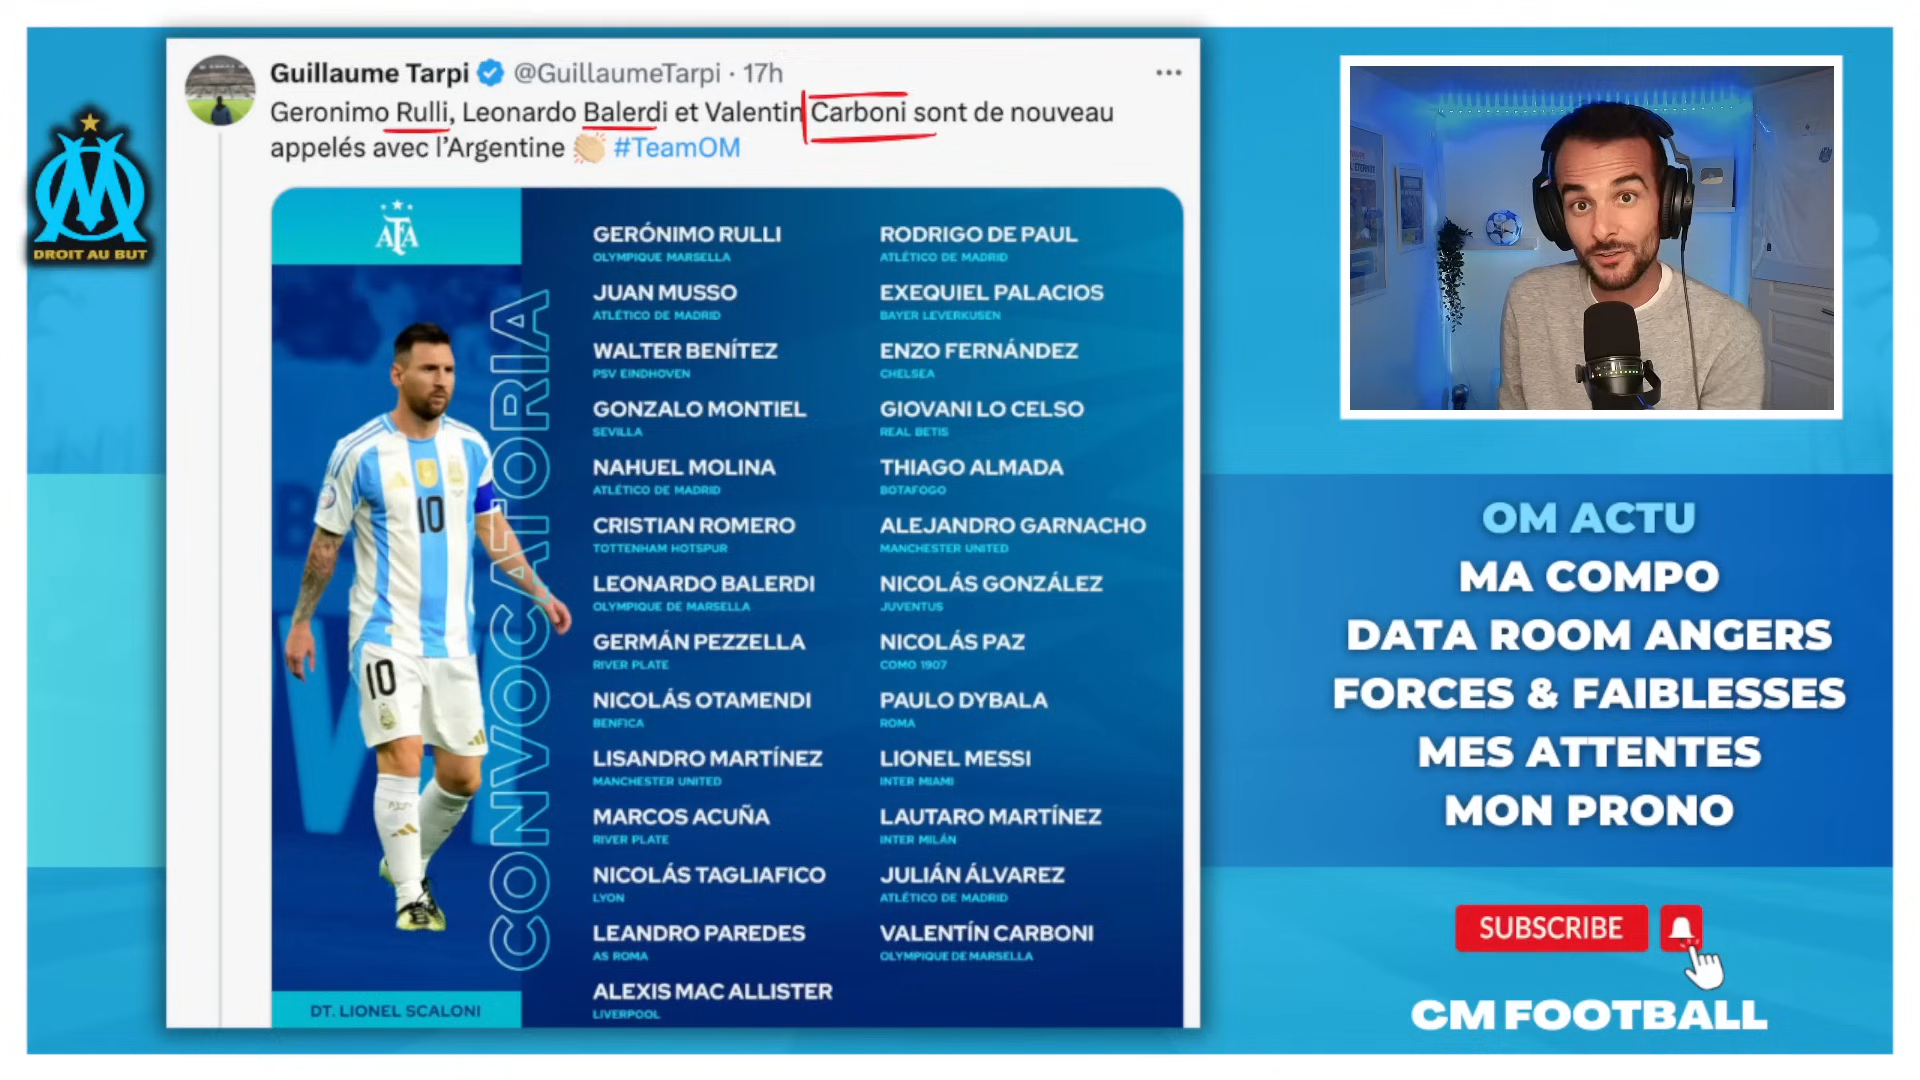 Guillaume Tarpi @GuillaumeTarpi · 17h
Geronimo Rulli, Leonardo Balerdi et Valentin Carboni sont de nouveau
appelés avec l'Argentine 👏🏻 #TeamOM
DROIT AU BUT
AFA
CONVOCATORIA
10
10
DT. LIONEL SCALONI
GERÓNIMO RULLI
OLYMPIQUE MARSELLA
JUAN MUSSO
ATLÉTICO DE MADRID
WALTER BENÍTEZ
PSV EINDHOVEN
GONZALO MONTIEL
SEVILLA
NAHUEL MOLINA
ATLÉTICO DE MADRID
CRISTIAN ROMERO
TOTTENHAM HOTSPUR
LEONARDO BALERDI
OLYMPIQUE DE MARSELLA
GERMÁN PEZZELLA
RIVER PLATE
NICOLÁS OTAMENDI
BENFICA
LISANDRO MARTÍNEZ
MANCHESTER UNITED
MARCOS ACUÑA
RIVER PLATE
NICOLÁS TAGLIAFICO
LYON
LEANDRO PAREDES
AS ROMA
ALEXIS MAC ALLISTER
LIVERPOOL
RODRIGO DE PAUL
ATLÉTICO DE MADRID
EXEQUIEL PALACIOS
BAYER LEVERKUSEN
ENZO FERNÁNDEZ
CHELSEA
GIOVANI LO CELSO
REAL BETIS
THIAGO ALMADA
BOTAFOGO
ALEJANDRO GARNACHO
MANCHESTER UNITED
NICOLÁS GONZÁLEZ
JUVENTUS
NICOLÁS PAZ
COMO 1907
PAULO DYBALA
ROMA
LIONEL MESSI
INTER MIAMI
LAUTARO MARTÍNEZ
INTER MILÁN
JULIÁN ÁLVAREZ
ATLÉTICO DE MADRID
VALENTÍN CARBONI
OLYMPIQUE DE MARSELLA
OM ACTU
MA COMPO
DATA ROOM ANGERS
FORCES & FAIBLESSES
MES ATTENTES
MON PRONO
SUBSCRIBE
CM FOOTBALL